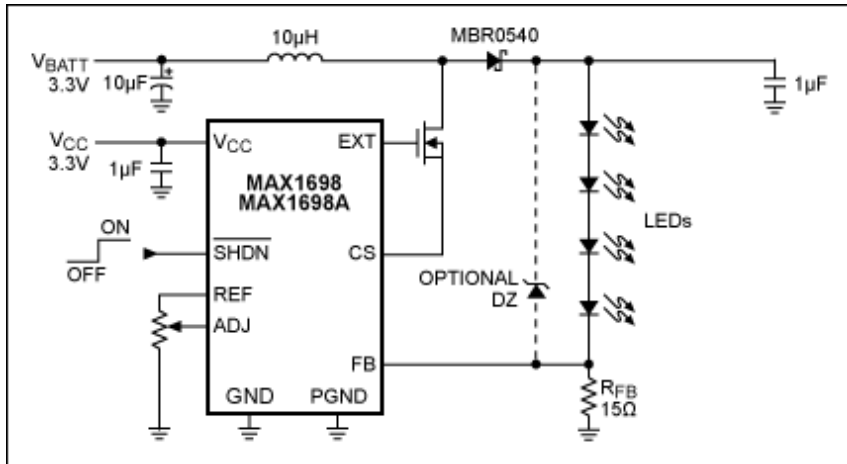 10μH
MBR0540
VBATT
3.3V
10μF
+
1μF
VCC
3.3V
1μF
VCC
EXT
MAX1698
MAX1698A
ON
OFF
SHDN
CS
REF
ADJ
FB
GND
PGND
OPTIONAL
DZ
LEDs
RFB
15Ω